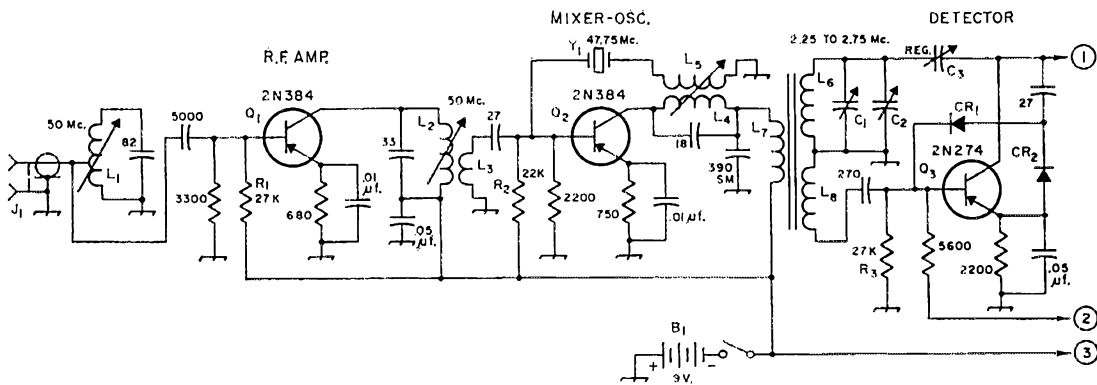 MIXER-OSC.
DETECTOR
R.F. AMP.
Y1 47.75 Mc.
2.25 TO 2.75 Mc.
L5
REG.
C3
1
2N384
Q1
2N384
Q2
L4
L6
C1
C2
CR1
27
50 Mc.
5000
50 Mc.
L2
27
L7
2N274
CR2
82
L1
33
L3
18
390
SM
L8
270
Q3
J1
3300
R1
27K
680
.01
µf.
.05
µf.
R2
22K
2200
750
.01 µf.
27K
R3
5600
2200
.05
µf.
2
B1
+
-
9 V.
3